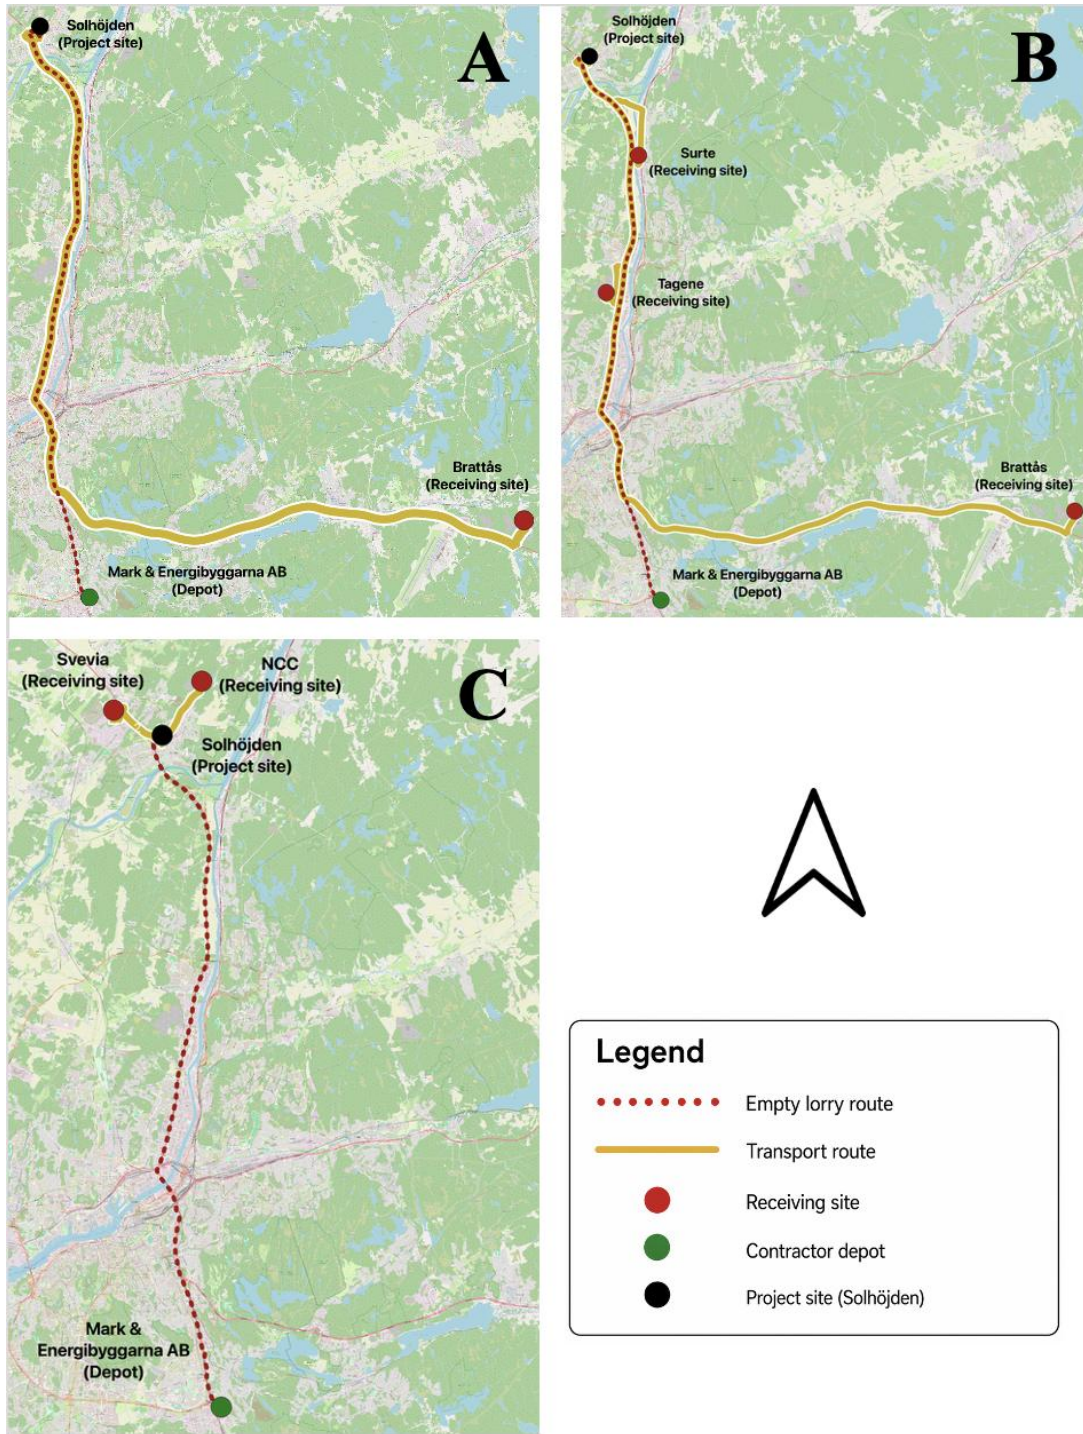 Solhöjden
(Project site)
A
Brattås
(Receiving site)
Mark & Energibyggarna AB
(Depot)
Solhöjden
(Project site)
B
Surte
(Receiving site)
Tagene
(Receiving site)
Brattås
(Receiving site)
Mark & Energibyggarna AB
(Depot)
Svevia
(Receiving site)
NCC
(Receiving site)
C
Solhöjden
(Project site)
Mark &
Energibyggarna AB
(Depot)
Legend
Empty lorry route
Transport route
Receiving site
Contractor depot
Project site (Solhöjden)